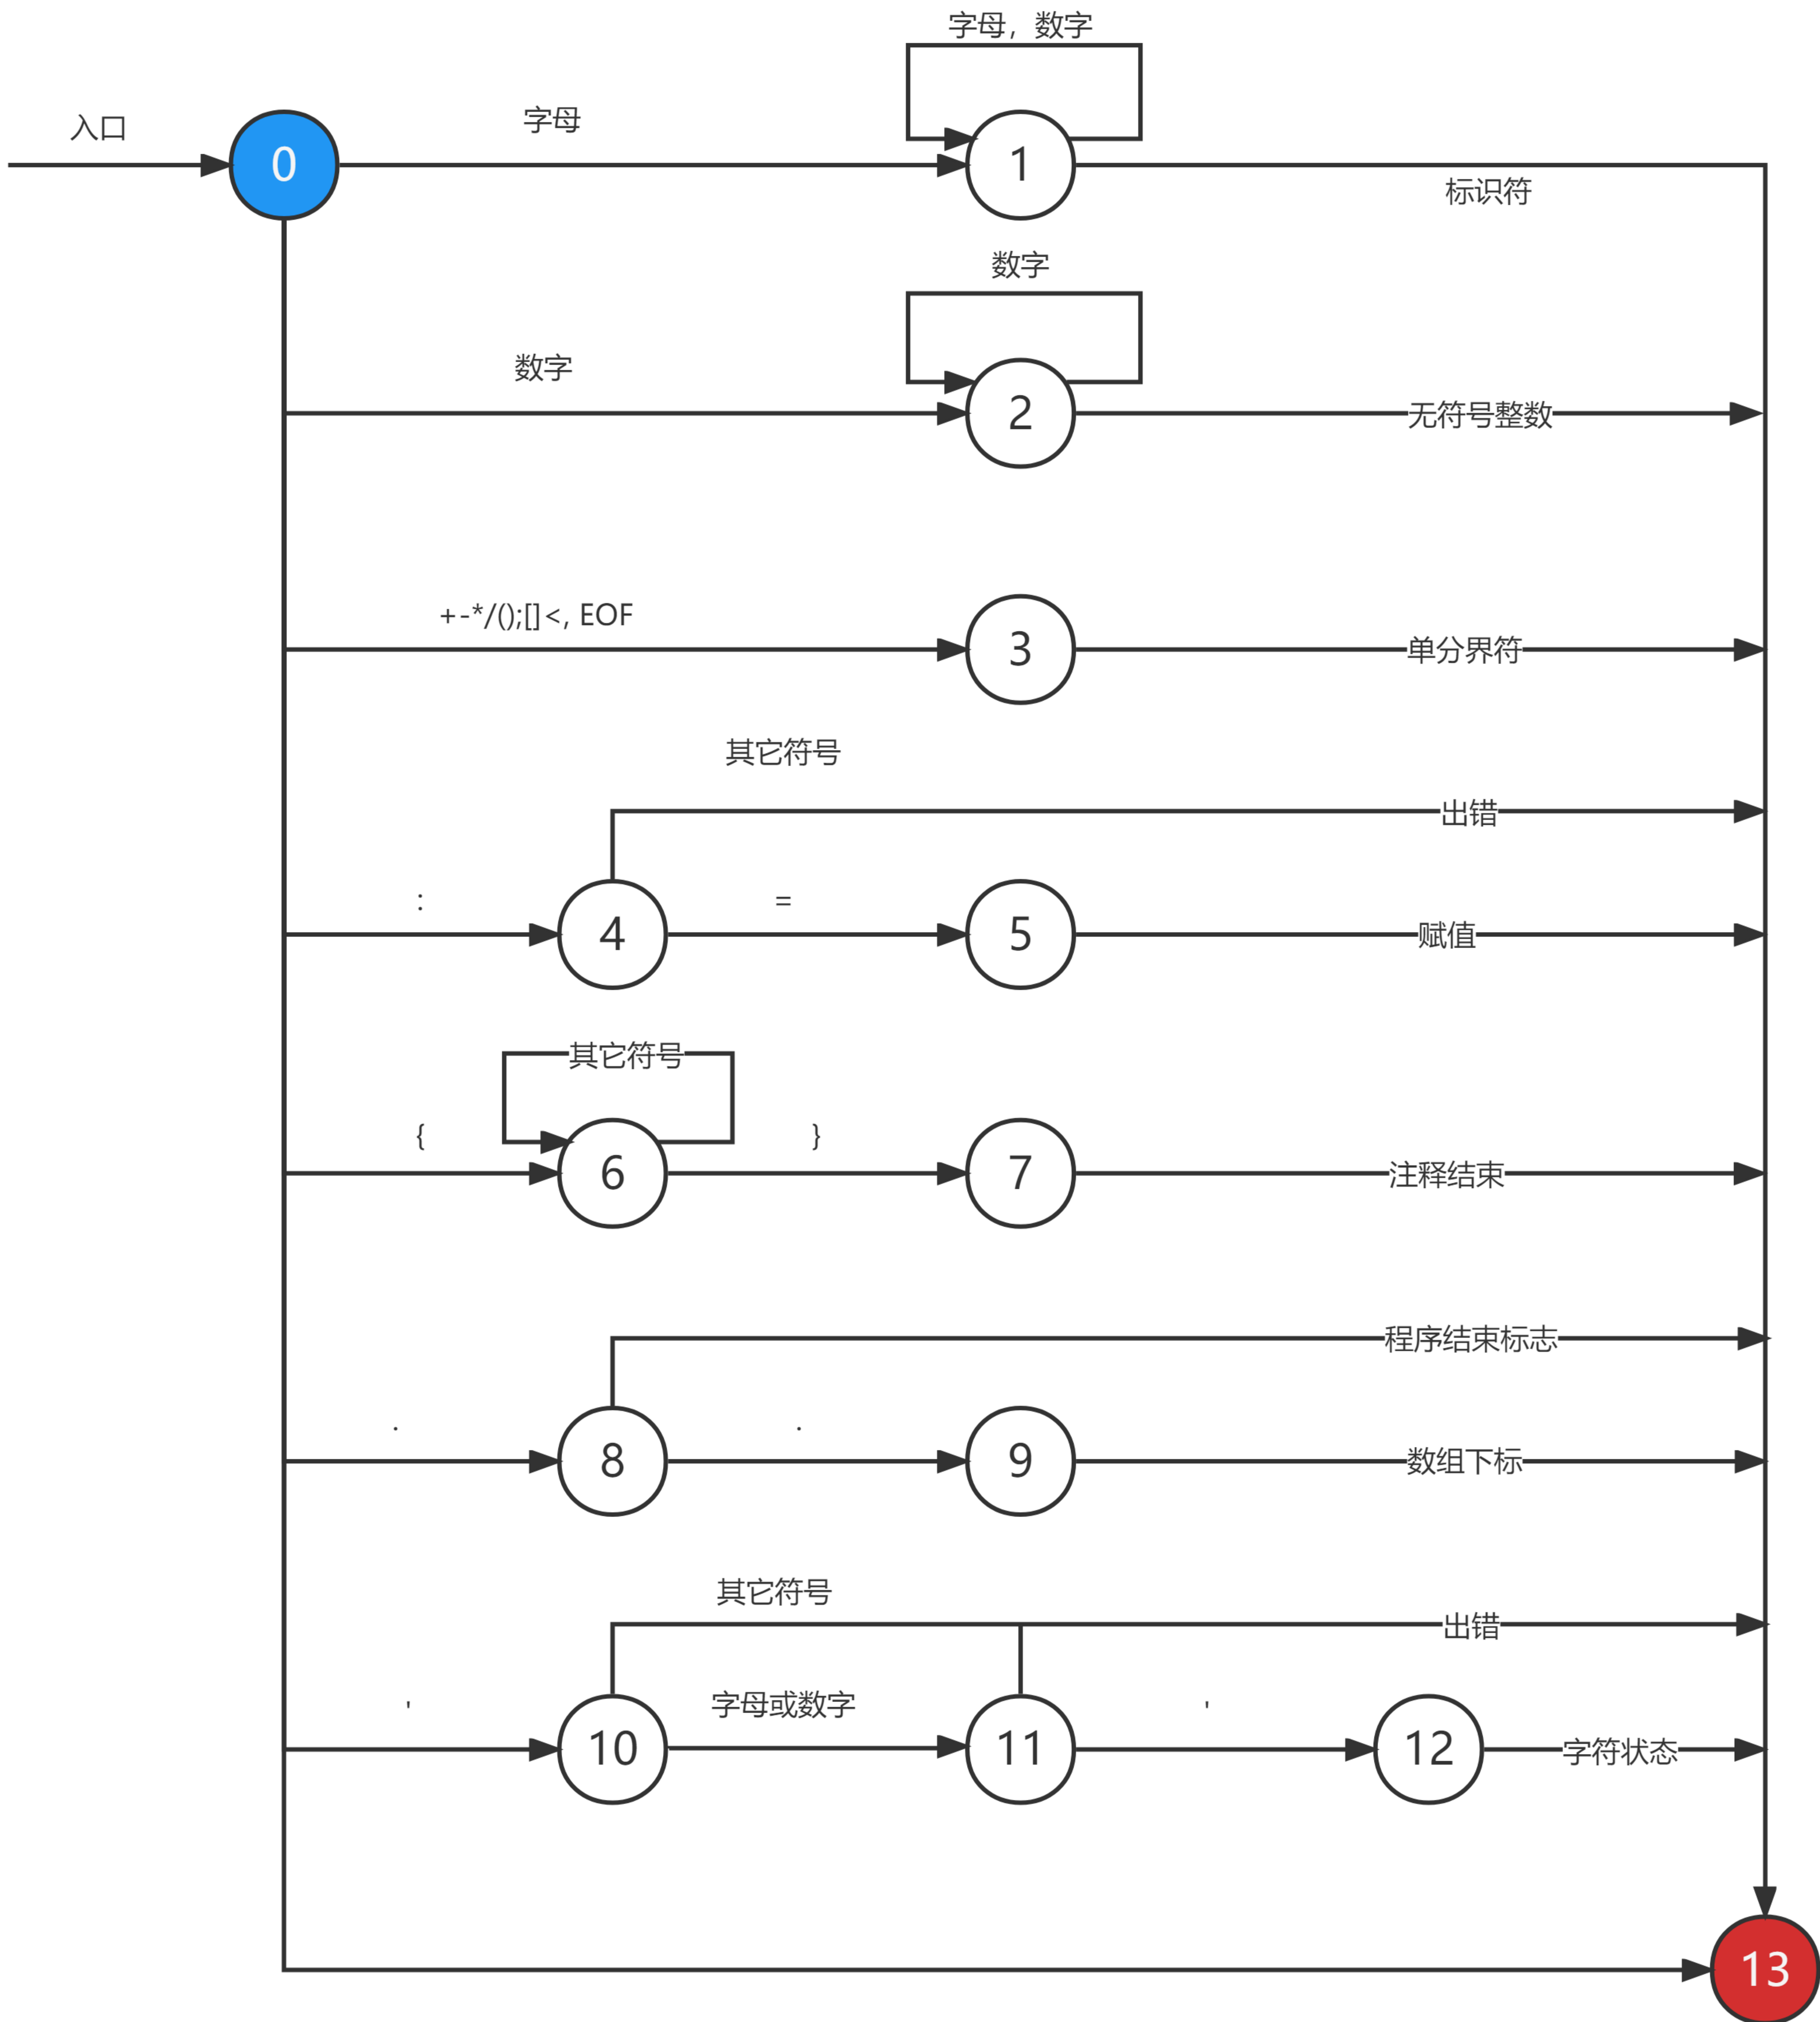 字母，数字
入口
字母
0
1
标识符
数字
数字
2
无符号整数
+-*/();[]<, EOF
3
单分界符
其它符号
出错
:
=
4
5
赋值
其它符号
{
}
6
7
注释结束
程序结束标志
.
.
8
9
数组下标
其它符号
出错
'
字母或数字
'
10
11
12
字符状态
13